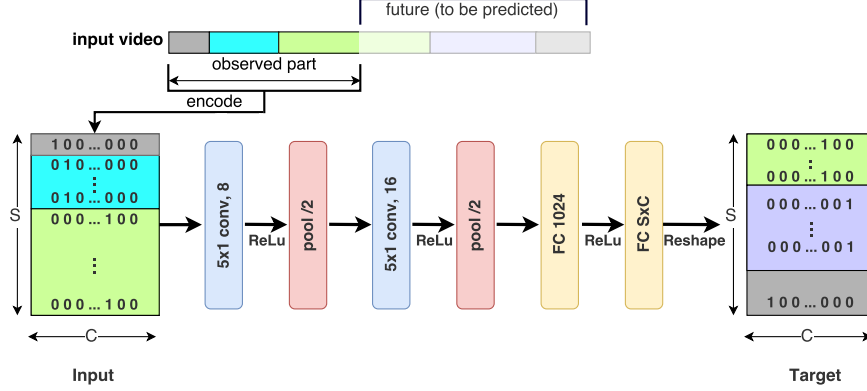 future (to be predicted)
input video
observed part
encode
1 0 0 ... 0 0 0
0 1 0 ... 0 0 0
0 1 0 ... 0 0 0
0 0 0 ... 1 0 0
0 0 0 ... 1 0 0
S
C
Input
5x1 conv, 8
ReLu
pool /2
5x1 conv, 16
ReLu
pool /2
FC 1024
ReLu
FC SxC
Reshape
S
0 0 0 ... 1 0 0
0 0 0 ... 1 0 0
0 0 0 ... 0 0 1
0 0 0 ... 0 0 1
1 0 0 ... 0 0 0
C
Target